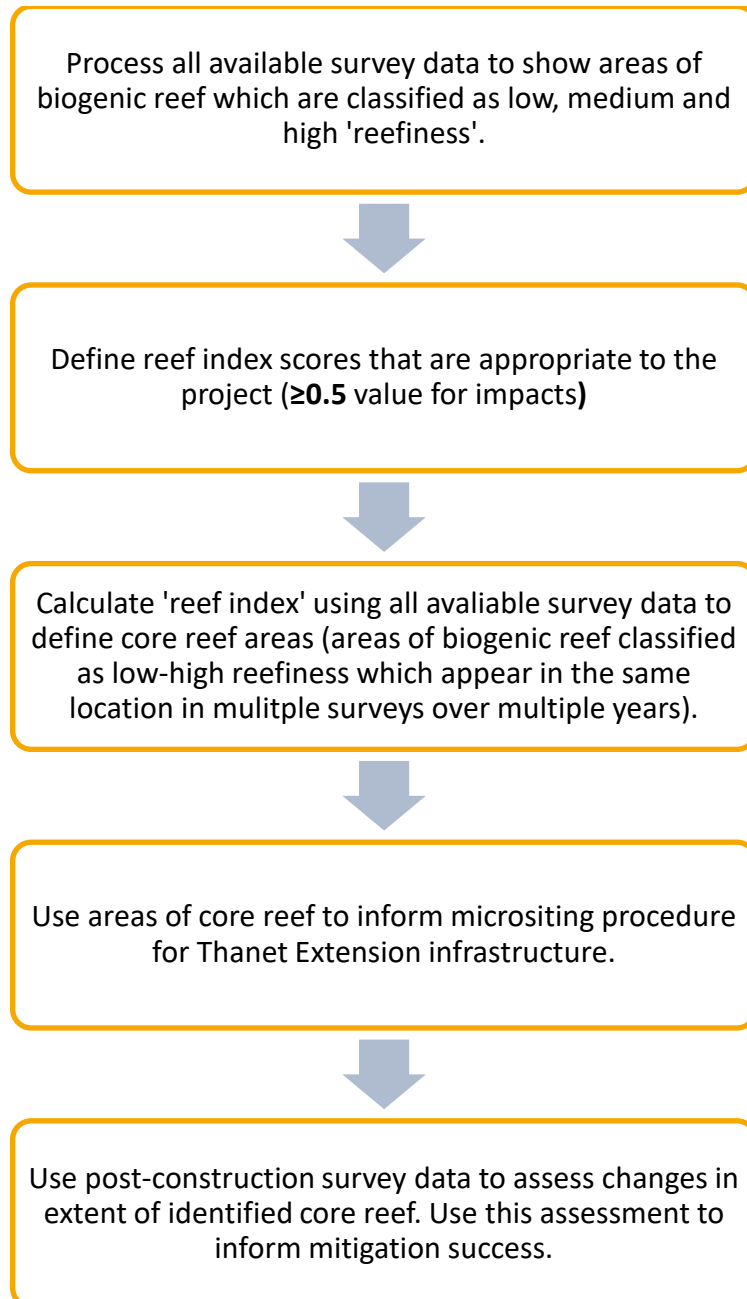 Process all available survey data to show areas of
biogenic reef which are classified as low, medium and
high 'reefiness'.
Define reef index scores that are appropriate to the
project (≥0.5 value for impacts)
Calculate 'reef index' using all avaliable survey data to
define core reef areas (areas of biogenic reef classified
as low-high reefiness which appear in the same
location in mulitple surveys over multiple years).
Use areas of core reef to inform micrositing procedure
for Thanet Extension infrastructure.
Use post-construction survey data to assess changes in
extent of identified core reef. Use this assessment to
inform mitigation success.